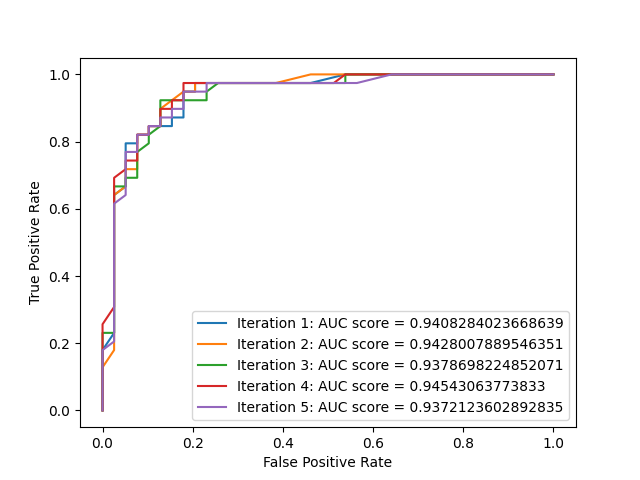 1.0
0.8
0.6
0.4
0.2
0.0
True Positive Rate
Iteration 1: AUC score = 0.9408284023668639
Iteration 2: AUC score = 0.9428007889546351
Iteration 3: AUC score = 0.9378698224852071
Iteration 4: AUC score = 0.94543063773833
Iteration 5: AUC score = 0.9372123602892835
0.0 0.2 0.4 0.6 0.8 1.0
False Positive Rate